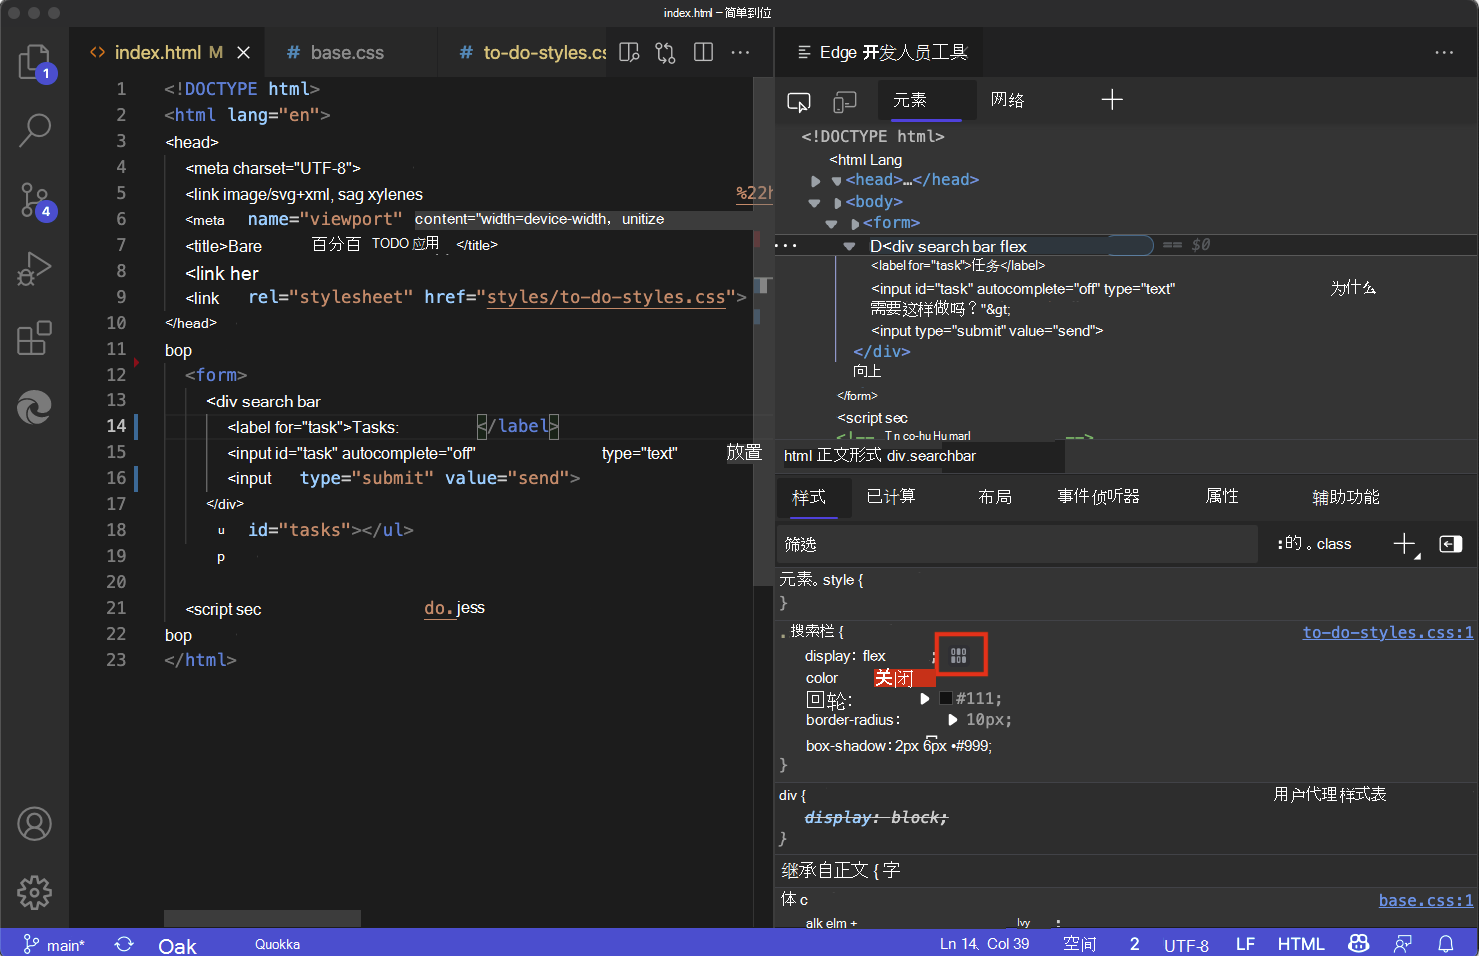 index.html – 简单到位
<> index.html M ×
# base.css
# to-do-styles.cs
Edge 开发人员工具
1
4
元素
网络
1 <!DOCTYPE html>
2 <html lang="en">
3 <head>
4 <meta charset="UTF-8">
5 <link image/svg+xml, sag xylenes %22h
6 <meta name="viewport" content="width=device-width, unitize
7 <title>Bare 百分百 TODO 应用 </title>
8 <link her
9 <link rel="stylesheet" href="styles/to-do-styles.css">
10 </head>
11 bop
12 <form>
13 <div search bar
14 <label for="task">Tasks: </label>
15 <input id="task" autocomplete="off" type="text" 放置
16 <input type="submit" value="send">
17 </div>
18 u id="tasks"></ul>
19 p
20
21 <script sec do.jess
22 bop
23 </html>
<!DOCTYPE html>
<html Lang
<head>…</head>
<body>
<form>
D<div search bar flex == $0
<label for="task">任务</label>
<input id="task" autocomplete="off" type="text" 为什么
需要这样做吗？"&gt;
<input type="submit" value="send">
</div>
向上
</form>
<script sec
<!-- Tn co-hu Hu marl -->
html 正文形式 div.searchbar
样式 已计算 布局 事件侦听器 属性 辅助功能
筛选 :的 。class
元素。style {
}
. 搜索栏 { to-do-styles.css:1
display: flex ;
color 关闭
回轮: #111;
border-radius: 10px;
box-shadow: 2px 6px •#999;
}
div { 用户代理样式表
display: block;
}
继承自正文 { 字
体 c base.css:1
alk elm + lvy :
main* Oak Quokka Ln 14, Col 39 空间 2 UTF-8 LF HTML